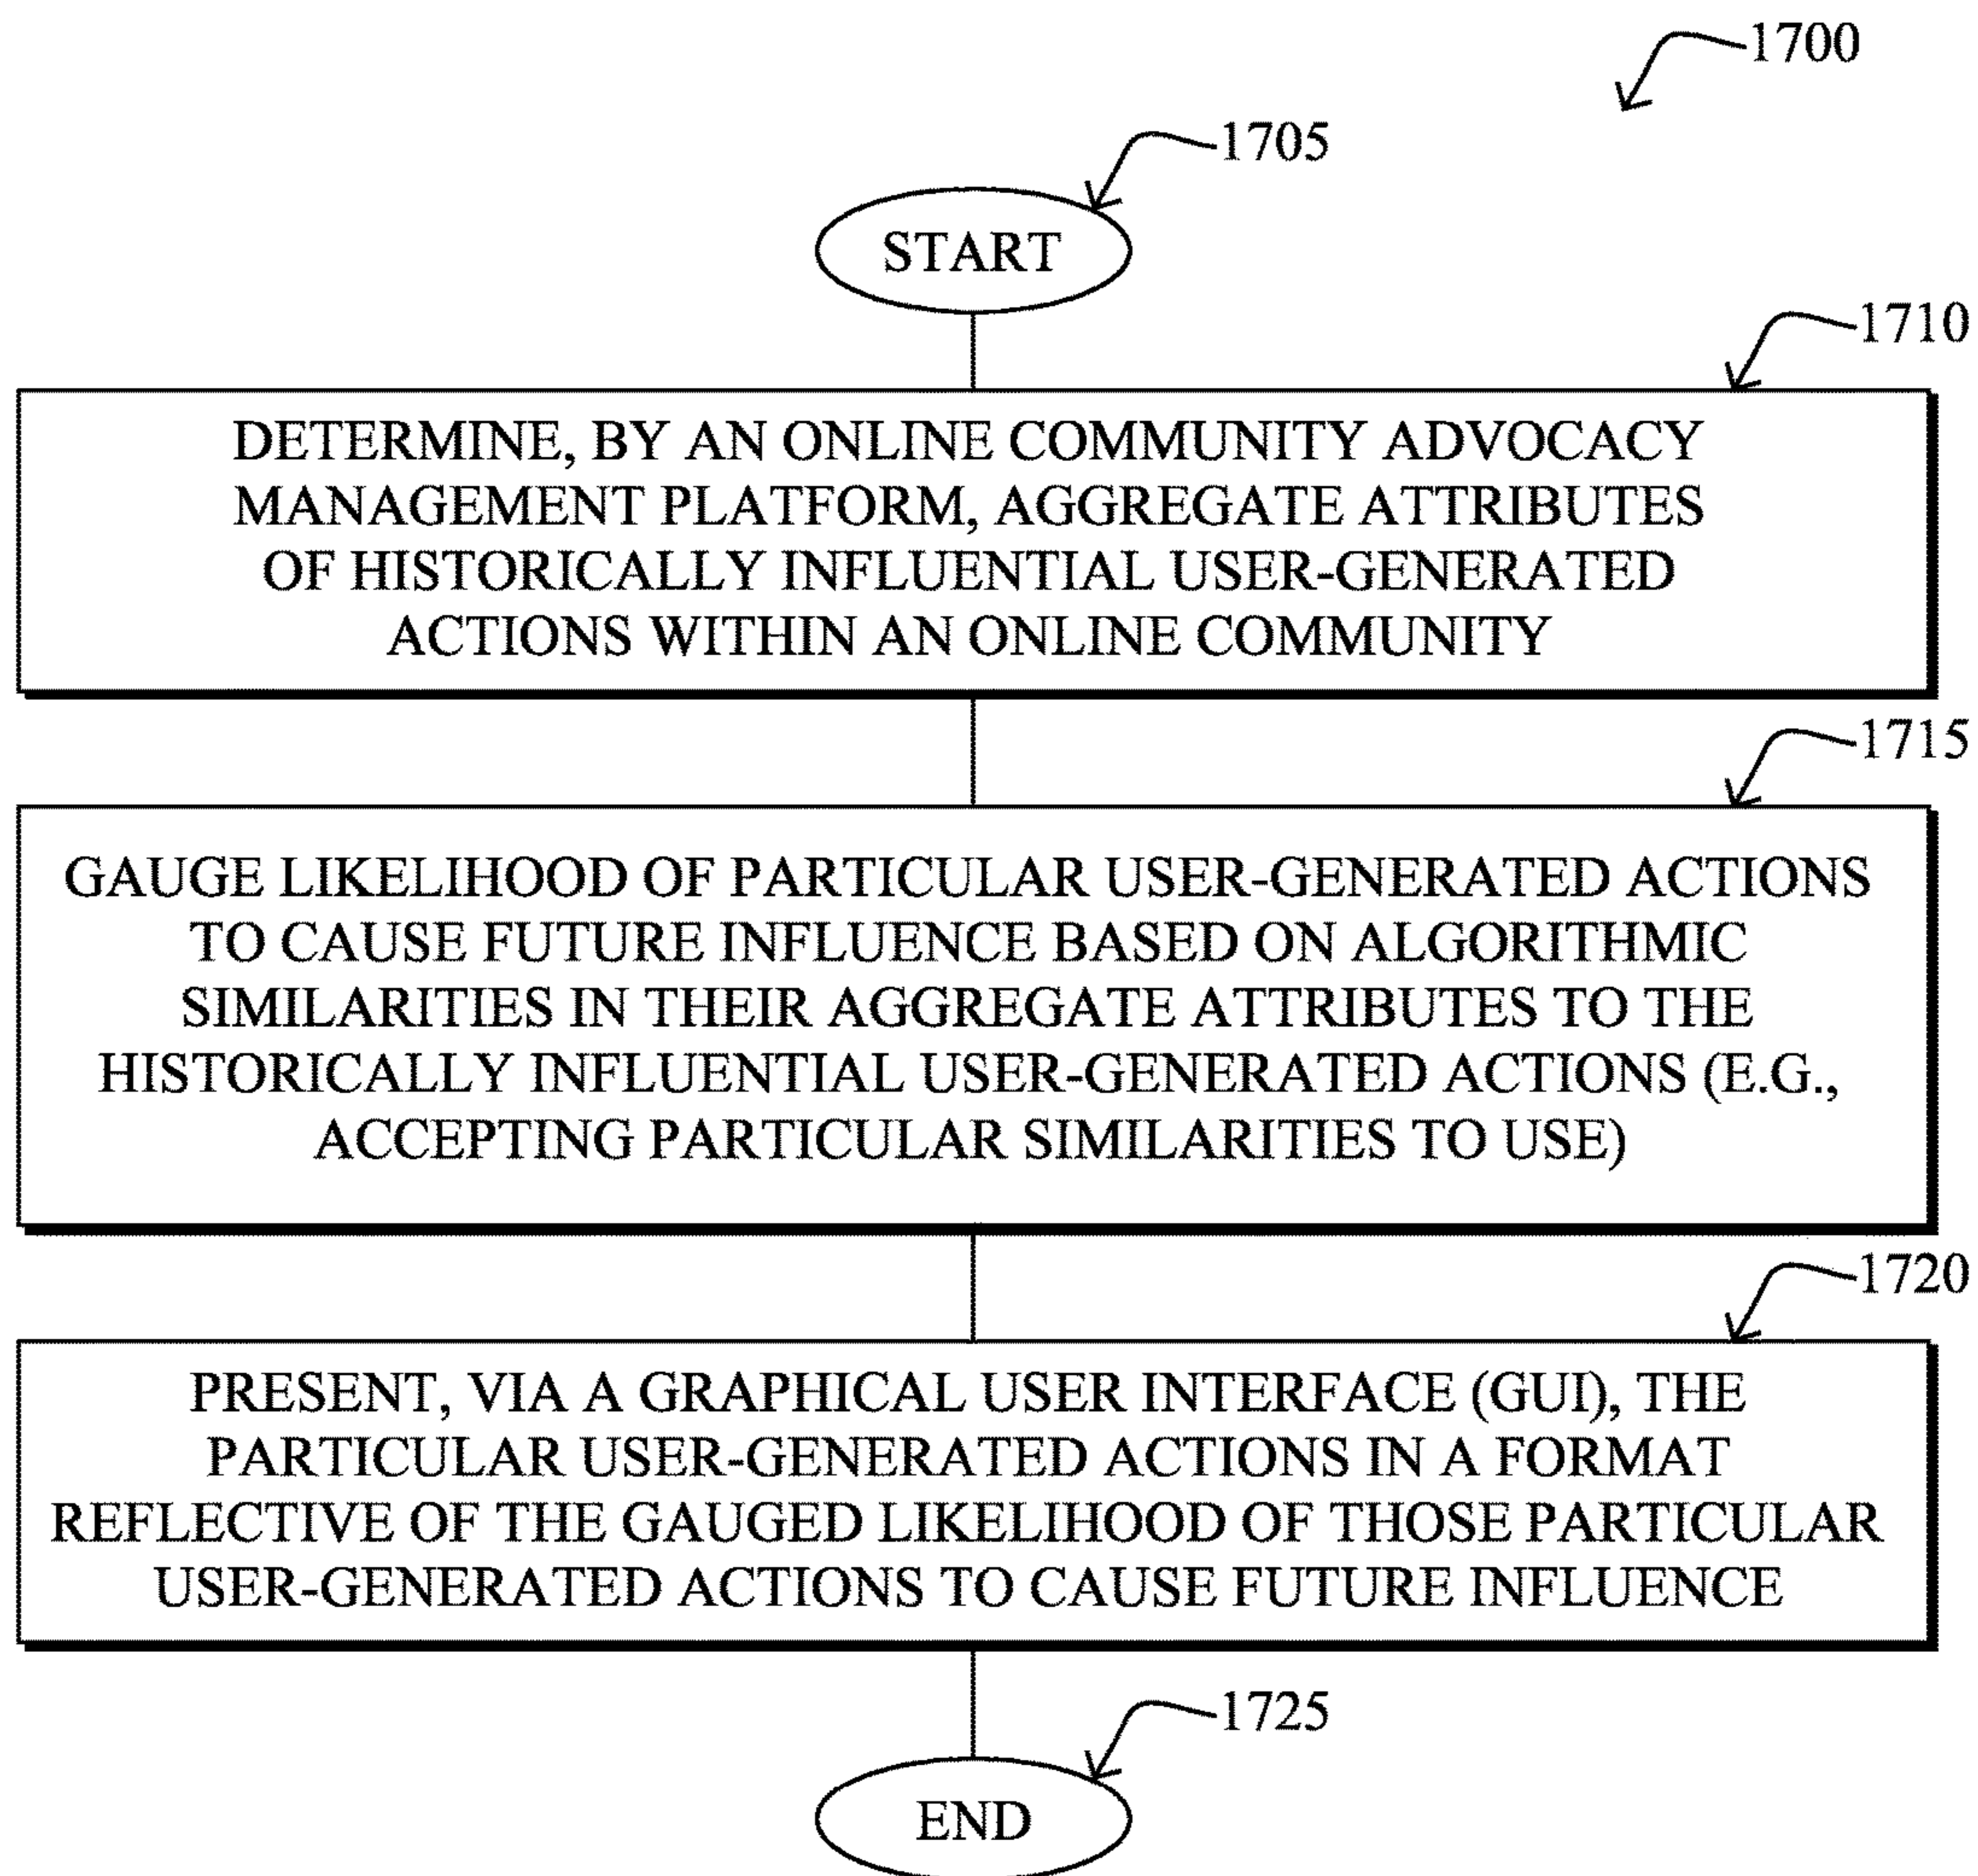 1700
1705
START
1710
DETERMINE, BY AN ONLINE COMMUNITY ADVOCACY
MANAGEMENT PLATFORM, AGGREGATE ATTRIBUTES
OF HISTORICALLY INFLUENTIAL USER-GENERATED
ACTIONS WITHIN AN ONLINE COMMUNITY
1715
GAUGE LIKELIHOOD OF PARTICULAR USER-GENERATED ACTIONS
TO CAUSE FUTURE INFLUENCE BASED ON ALGORITHMIC
SIMILARITIES IN THEIR AGGREGATE ATTRIBUTES TO THE
HISTORICALLY INFLUENTIAL USER-GENERATED ACTIONS (E.G.,
ACCEPTING PARTICULAR SIMILARITIES TO USE)
1720
PRESENT, VIA A GRAPHICAL USER INTERFACE (GUI), THE
PARTICULAR USER-GENERATED ACTIONS IN A FORMAT
REFLECTIVE OF THE GAUGED LIKELIHOOD OF THOSE PARTICULAR
USER-GENERATED ACTIONS TO CAUSE FUTURE INFLUENCE
1725
END